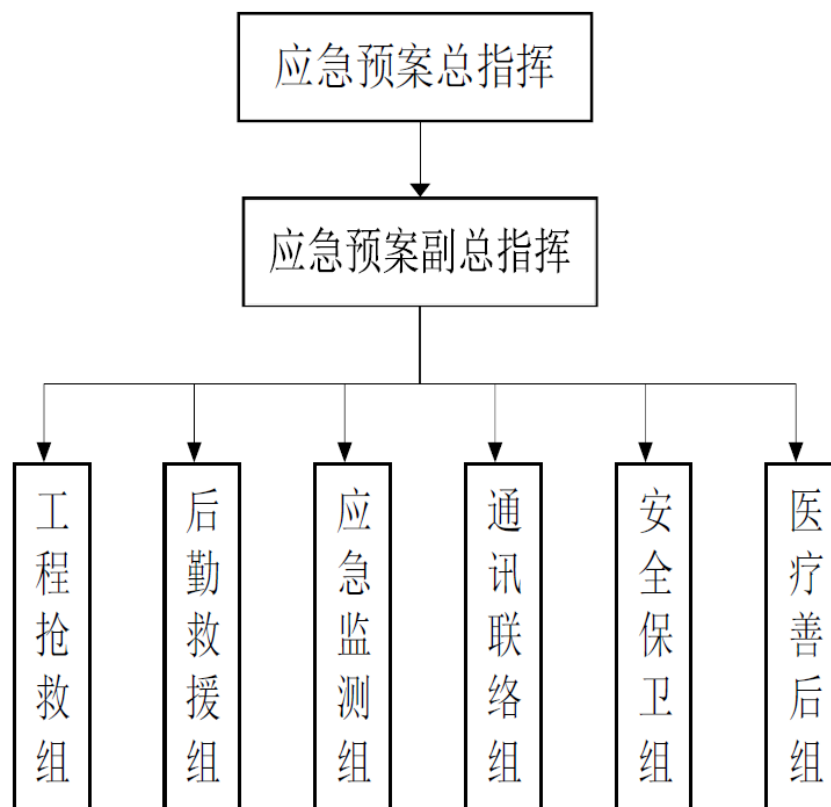 应急预案总指挥
应急预案副总指挥
工程抢救组
后勤救援组
应急监测组
通讯联络组
安全保卫组
医疗善后组